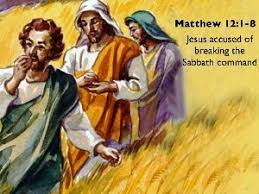 Matthew 12:1-8
Jesus accused of
breaking the
Sabbath command